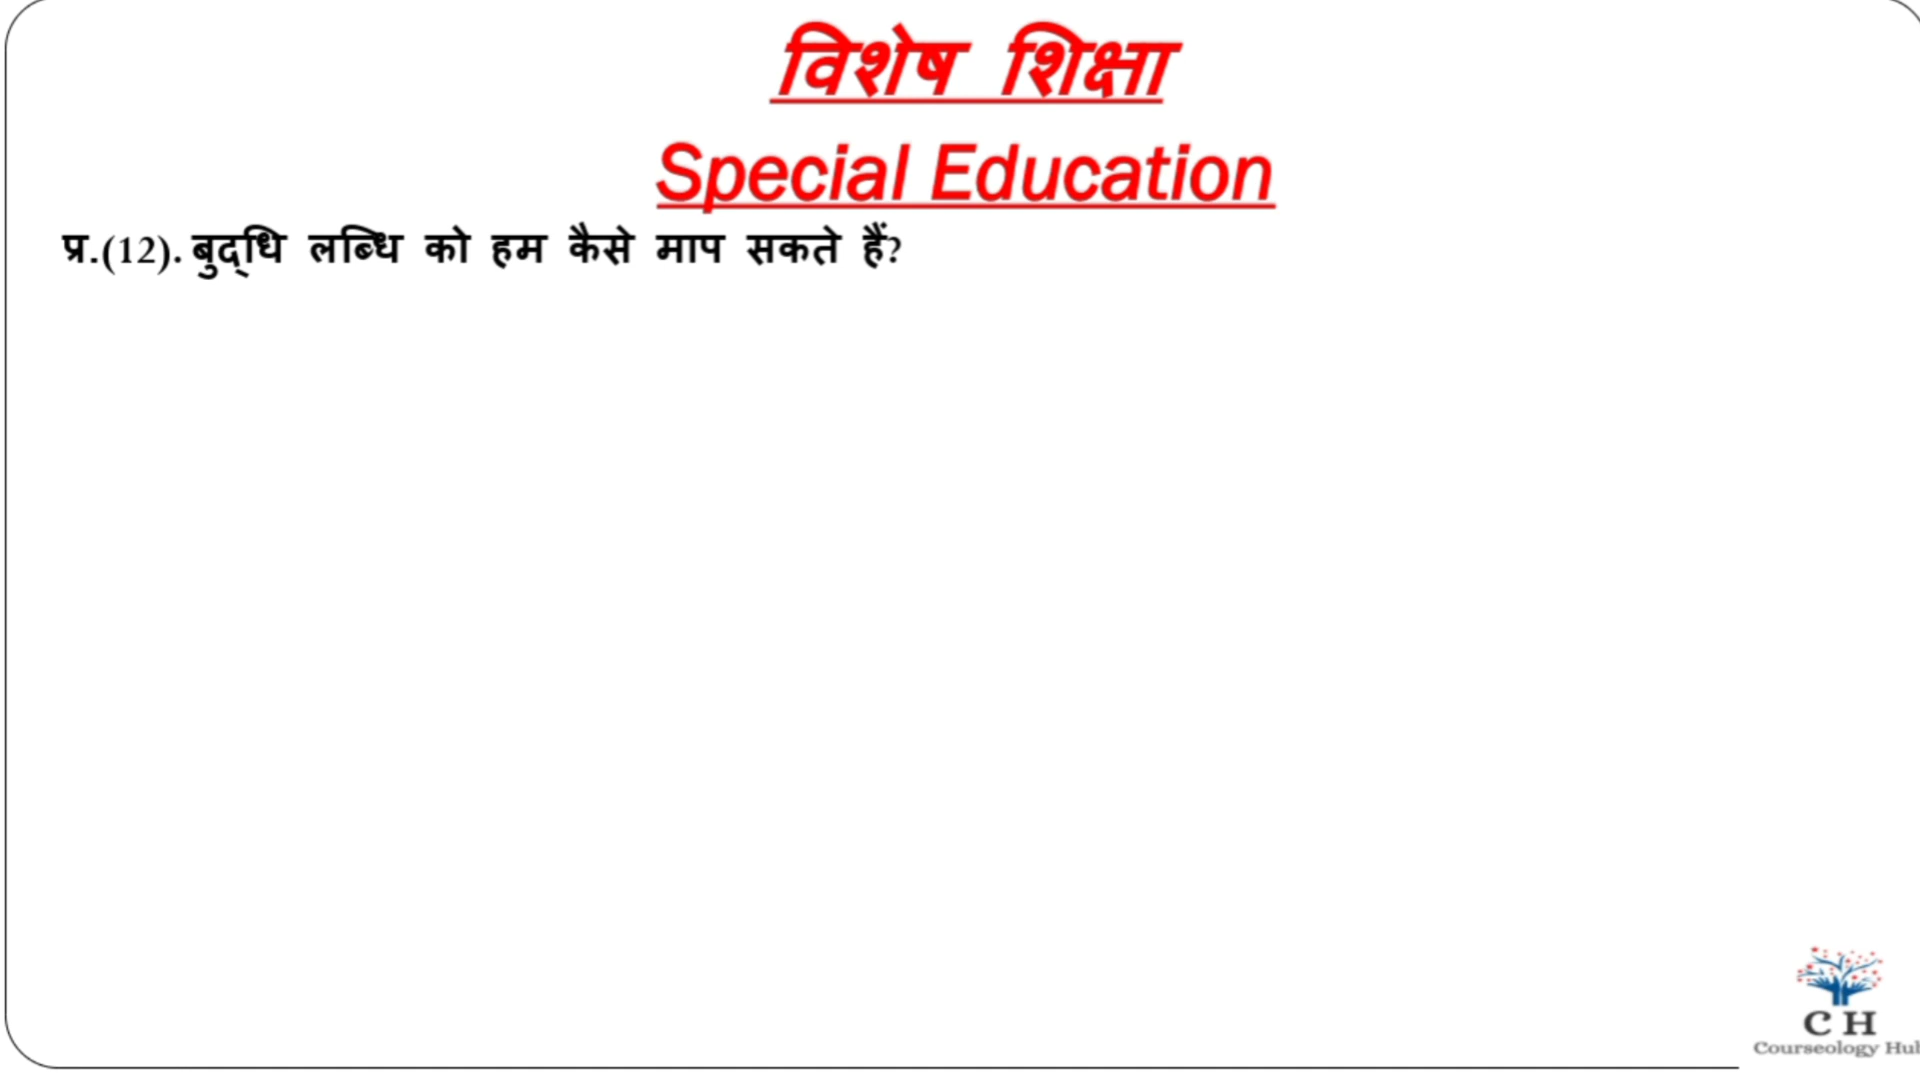 विशेष शिक्षा
Special Education
प्र.(12). बुद्धि लब्धि को हम कैसे माप सकते हैं?
C H
Courseology Hub